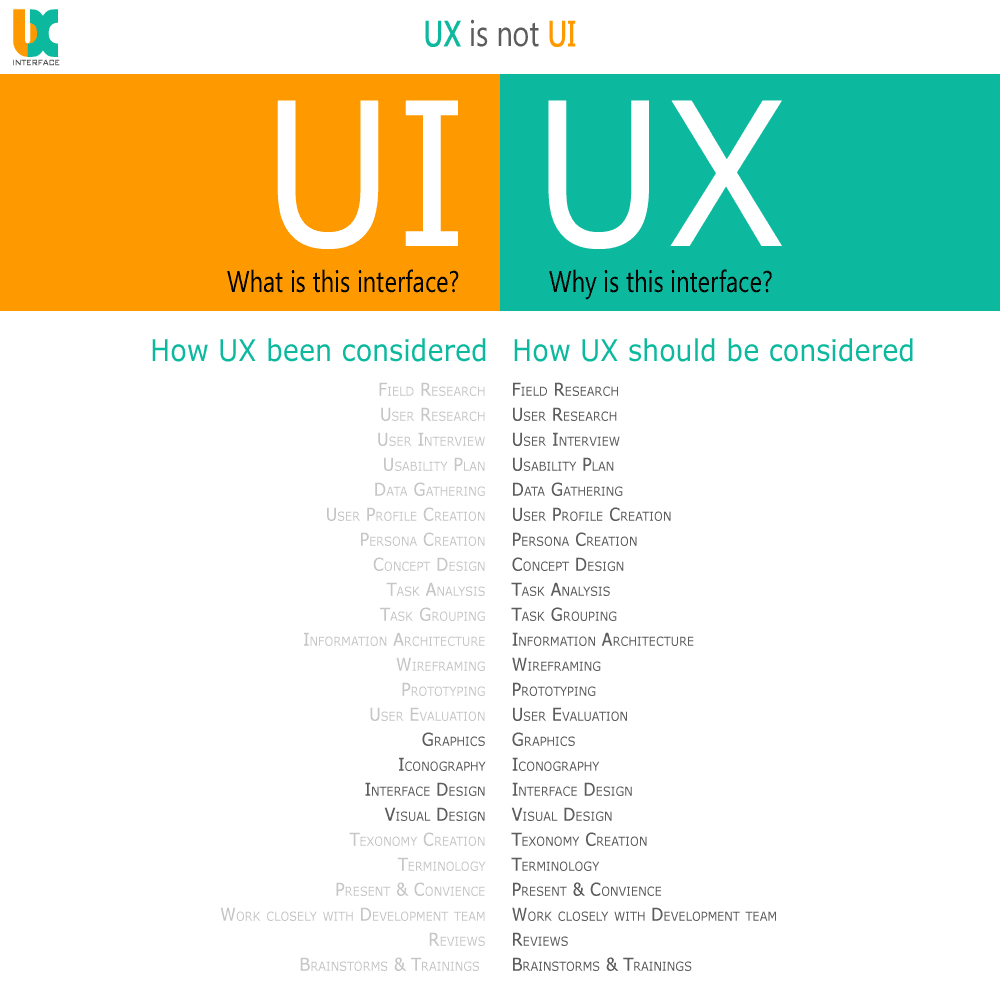 UX
INTERFACE
UX is not UI
UI
What is this interface?
UX
Why is this interface?
How UX been considered
Field Research
User Research
User Interview
Usability Plan
Data Gathering
User Profile Creation
Persona Creation
Concept Design
Task Analysis
Task Grouping
Information Architecture
Wireframing
Prototyping
User Evaluation
Graphics
Iconography
Interface Design
Visual Design
Texonomy Creation
Terminology
Present & Convience
Work closely with Development team
Reviews
Brainstorms & Trainings
How UX should be considered
Field Research
User Research
User Interview
Usability Plan
Data Gathering
User Profile Creation
Persona Creation
Concept Design
Task Analysis
Task Grouping
Information Architecture
Wireframing
Prototyping
User Evaluation
Graphics
Iconography
Interface Design
Visual Design
Texonomy Creation
Terminology
Present & Convience
Work closely with Development team
Reviews
Brainstorms & Trainings